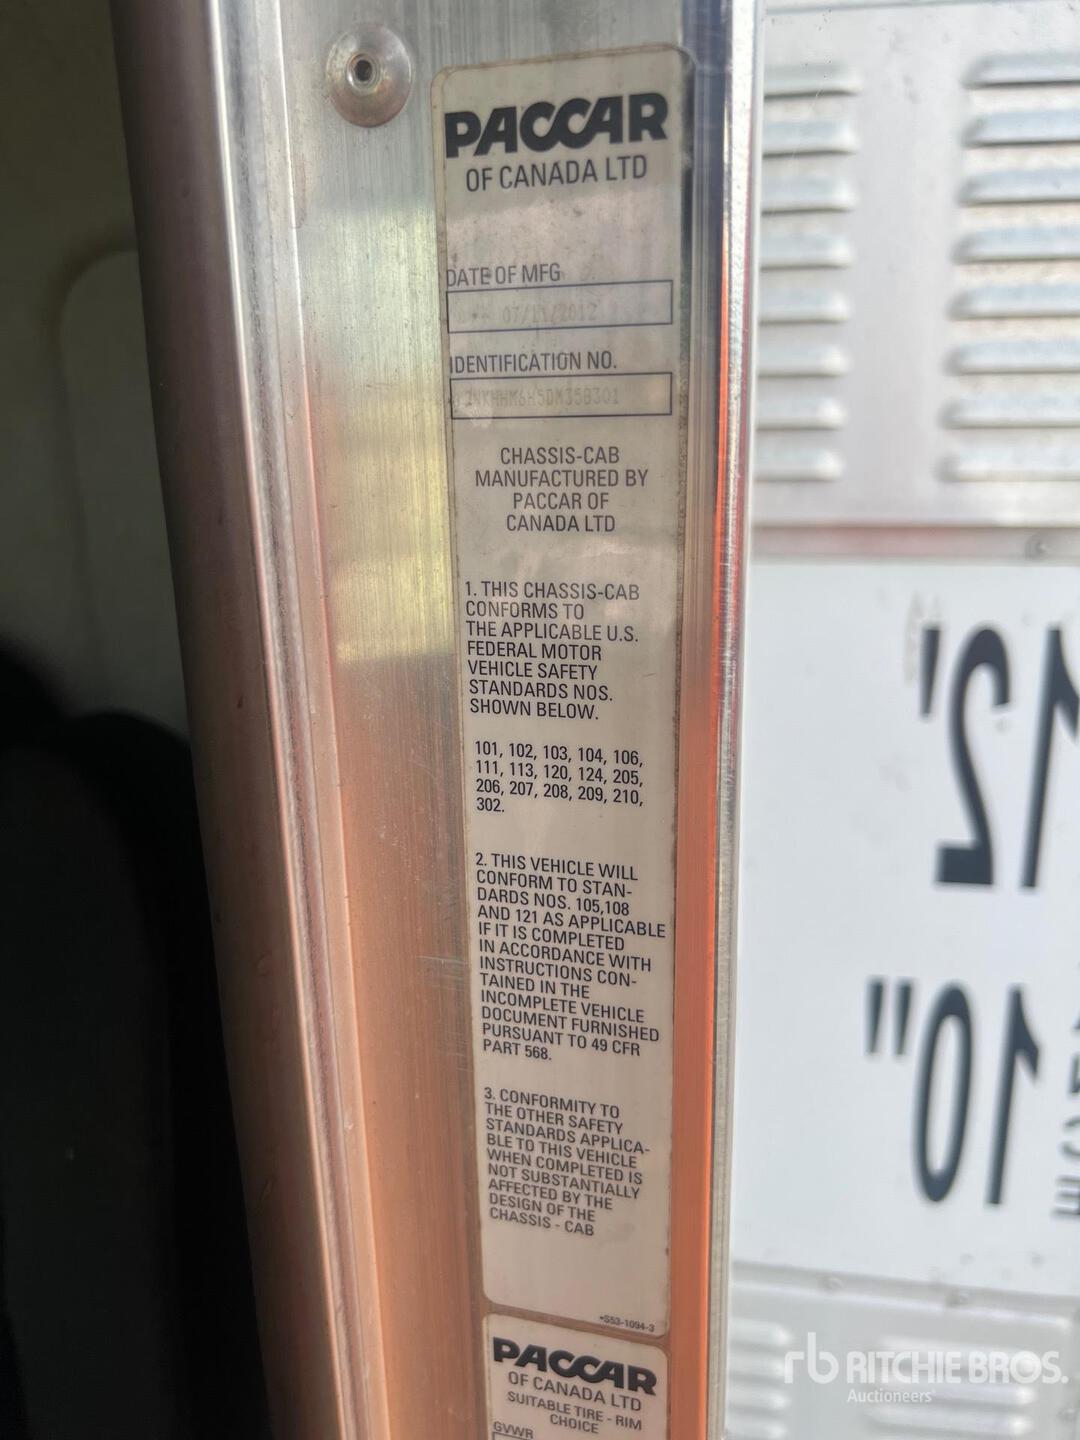 PACCAR
OF CANADA LTD
DATE OF MFG
07/11/2012
IDENTIFICATION NO.
CHASSIS-CAB
MANUFACTURED BY
PACCAR OF
CANADA LTD
1. THIS CHASSIS-CAB
CONFORMS TO
THE APPLICABLE U.S.
FEDERAL MOTOR
VEHICLE SAFETY
STANDARDS NOS.
SHOWN BELOW.
101, 102, 103, 104, 106,
111, 113, 120, 124, 205,
206, 207, 208, 209, 210,
302.
2. THIS VEHICLE WILL
CONFORM TO STAN-
DARDS NOS. 105,108
AND 121 AS APPLICABLE
IF IT IS COMPLETED
IN ACCORDANCE WITH
INSTRUCTIONS CON-
TAINED IN THE
INCOMPLETE VEHICLE
DOCUMENT FURNISHED
PURSUANT TO 49 CFR
PART 568.
3. CONFORMITY TO
THE OTHER SAFETY
STANDARDS APPLICA-
BLE TO THIS VEHICLE
WHEN COMPLETED IS
NOT SUBSTANTIALLY
AFFECTED BY THE
DESIGN OF THE
CHASSIS - CAB
*S53-1094-3
PACCAR
OF CANADA LTD
SUITABLE TIRE - RIM
CHOICE
GVWR
12'
10"
rb RITCHIE BROS.
Auctioneers